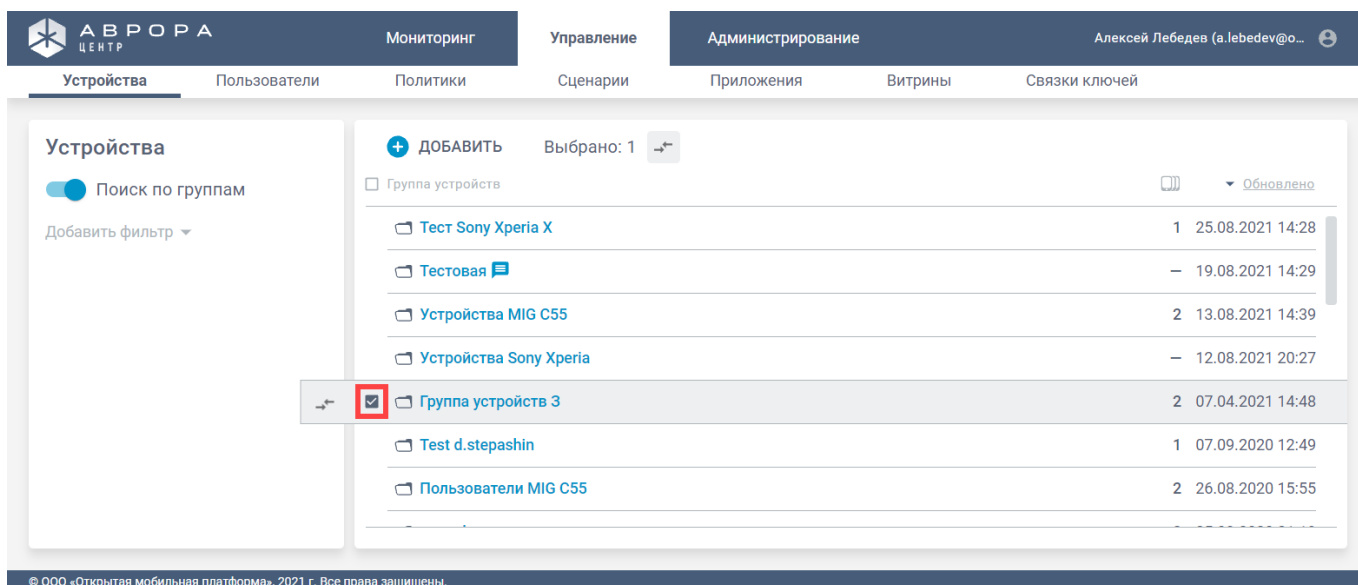 АВРОРА
ЦЕНТР
Мониторинг Управление Администрирование Алексей Лебедев (a.lebedev@o...
Устройства Пользователи Политики Сценарии Приложения Витрины Связки ключей
Устройства
Поиск по группам
Добавить фильтр
ДОБАВИТЬ Выбрано: 1
Группа устройств Обновлено
Тест Sony Xperia X 1 25.08.2021 14:28
Тестовая — 19.08.2021 14:29
Устройства MIG C55 2 13.08.2021 14:39
Устройства Sony Xperia — 12.08.2021 20:27
Группа устройств 3 2 07.04.2021 14:48
Test d.stepashin 1 07.09.2020 12:49
Пользователи MIG C55 2 26.08.2020 15:55
© ООО «Открытая мобильная платформа», 2021 г. Все права защищены.